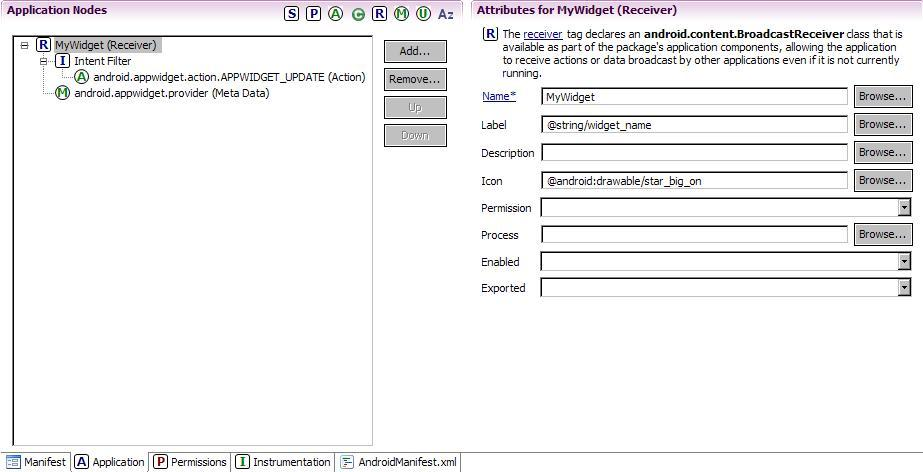 Application Nodes
S P A C R M U Az
R MyWidget (Receiver)
I Intent Filter
A android.appwidget.action.APPWIDGET_UPDATE (Action)
M android.appwidget.provider (Meta Data)
Add...
Remove...
Up
Down
Attributes for MyWidget (Receiver)
R The receiver tag declares an android.content.BroadcastReceiver class that is
available as part of the package's application components, allowing the application
to receive actions or data broadcast by other applications even if it is not currently
running.
Name* MyWidget Browse...
Label @string/widget_name Browse...
Description Browse...
Icon @android:drawable/star_big_on Browse...
Permission
Process Browse...
Enabled
Exported
Manifest A Application P Permissions I Instrumentation AndroidManifest.xml